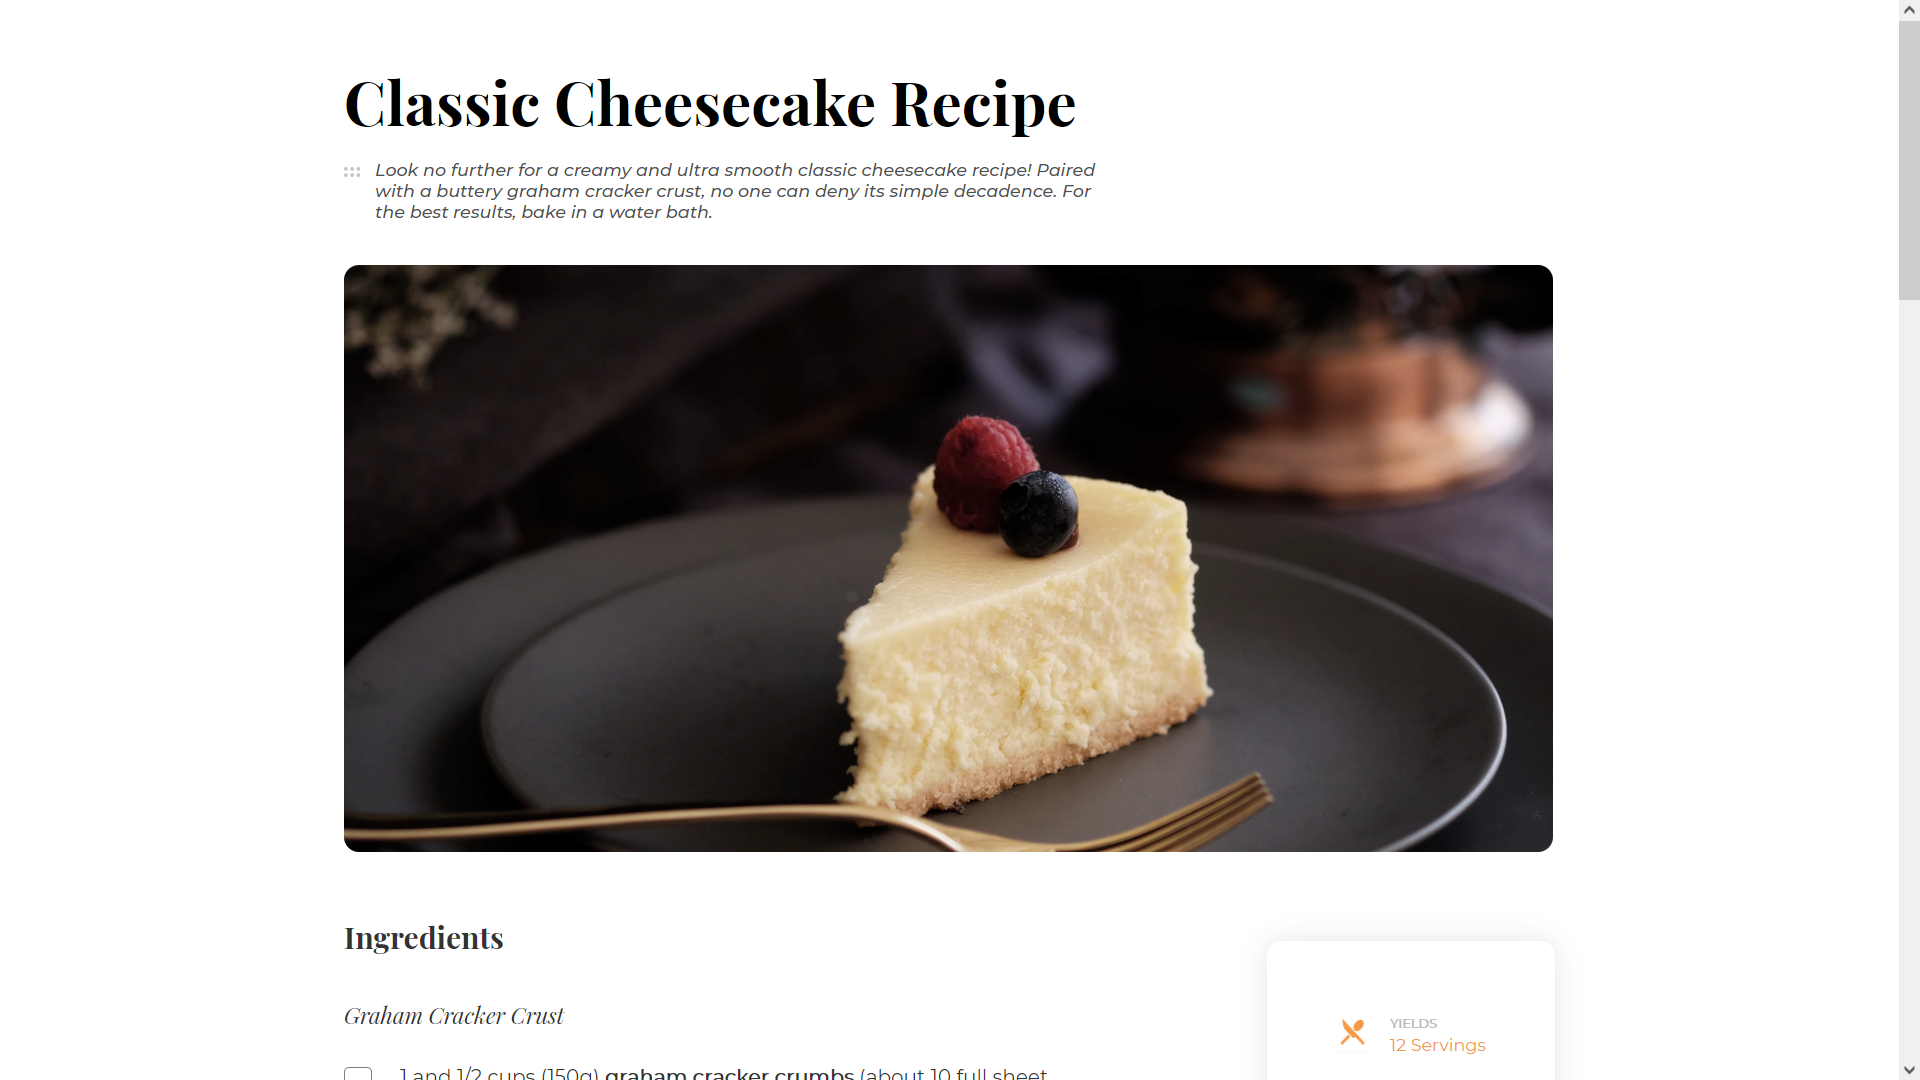 Classic Cheesecake Recipe
Look no further for a creamy and ultra smooth classic cheesecake recipe! Paired
with a buttery graham cracker crust, no one can deny its simple decadence. For
the best results, bake in a water bath.
Ingredients
Graham Cracker Crust
1 and 1/2 cups (150g) graham cracker crumbs (about 10 full sheet
YIELDS
12 Servings